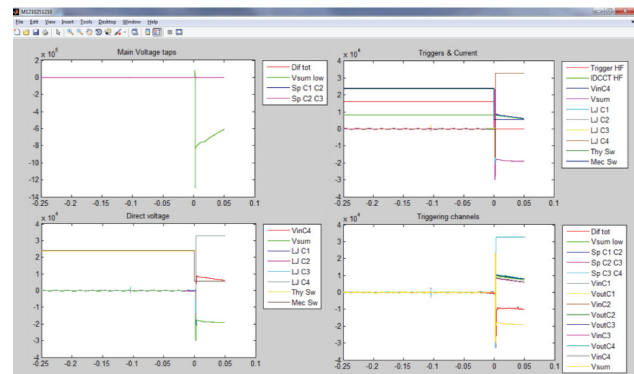 M1210251210
File Edit View Insert Tools Desktop Window Help
Main Voltage taps
x 10
2
0
-2
-4
-6
-8
-10
-12
-14
-0.25 -0.2 -0.15 -0.1 -0.05 0 0.05 0.1
Dif tot
Vsum low
Sp C1 C2
Sp C2 C3
Triggers & Current
x 10⁴
4
3
2
1
0
-1
-2
-3
-4
-0.25 -0.2 -0.15 -0.1 -0.05 0 0.05 0.1
Trigger HF
IDCCT HF
VinC4
Vsum
LJ C1
LJ C2
LJ C3
LJ C4
Thy Sw
Mec Sw
Direct voltage
x 10⁴
4
3
2
1
0
-1
-2
-3
-4
-0.25 -0.2 -0.15 -0.1 -0.05 0 0.05 0.1
VinC4
Vsum
LJ C1
LJ C2
LJ C3
LJ C4
Thy Sw
Mec Sw
Triggering channels
x 10⁴
4
3
2
1
0
-1
-2
-3
-4
-0.25 -0.2 -0.15 -0.1 -0.05 0 0.05 0.1
Dif tot
Vsum low
Sp C1 C2
Sp C2 C3
Sp C3 C4
VinC1
VoutC1
VinC2
VoutC2
VoutC3
VinC3
VoutC4
VinC4
Vsum